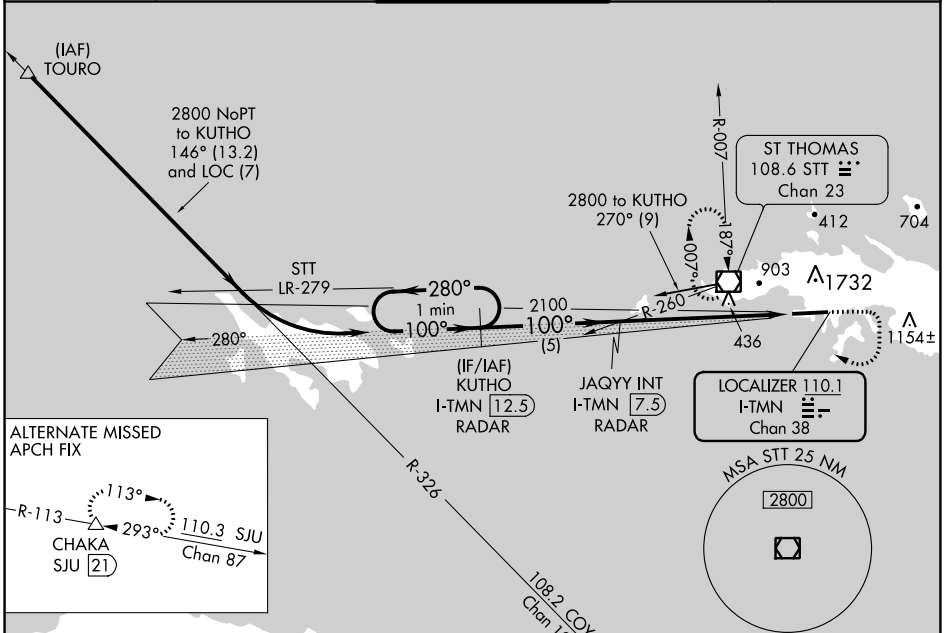 (IAF)
TOURO
2800 NoPT
to KUTHO
146° (13.2)
and LOC (7)
R-007
ST THOMAS
108.6 STT
Chan 23
2800 to KUTHO
270° (9)
187°
007°
412
704
903
1732
STT
LR-279
280°
1 min
100°
2100
R-260
100°
(5)
280°
436
1154±
(IF/IAF)
KUTHO
I-TMN 12.5
RADAR
JAQYY INT
I-TMN 7.5
RADAR
LOCALIZER 110.1
I-TMN
Chan 38
ALTERNATE MISSED
APCH FIX
113°
R-113
293°
110.3 SJU
Chan 87
CHAKA
SJU 21
R-326
108.2 COY
MSA STT 25 NM
2800